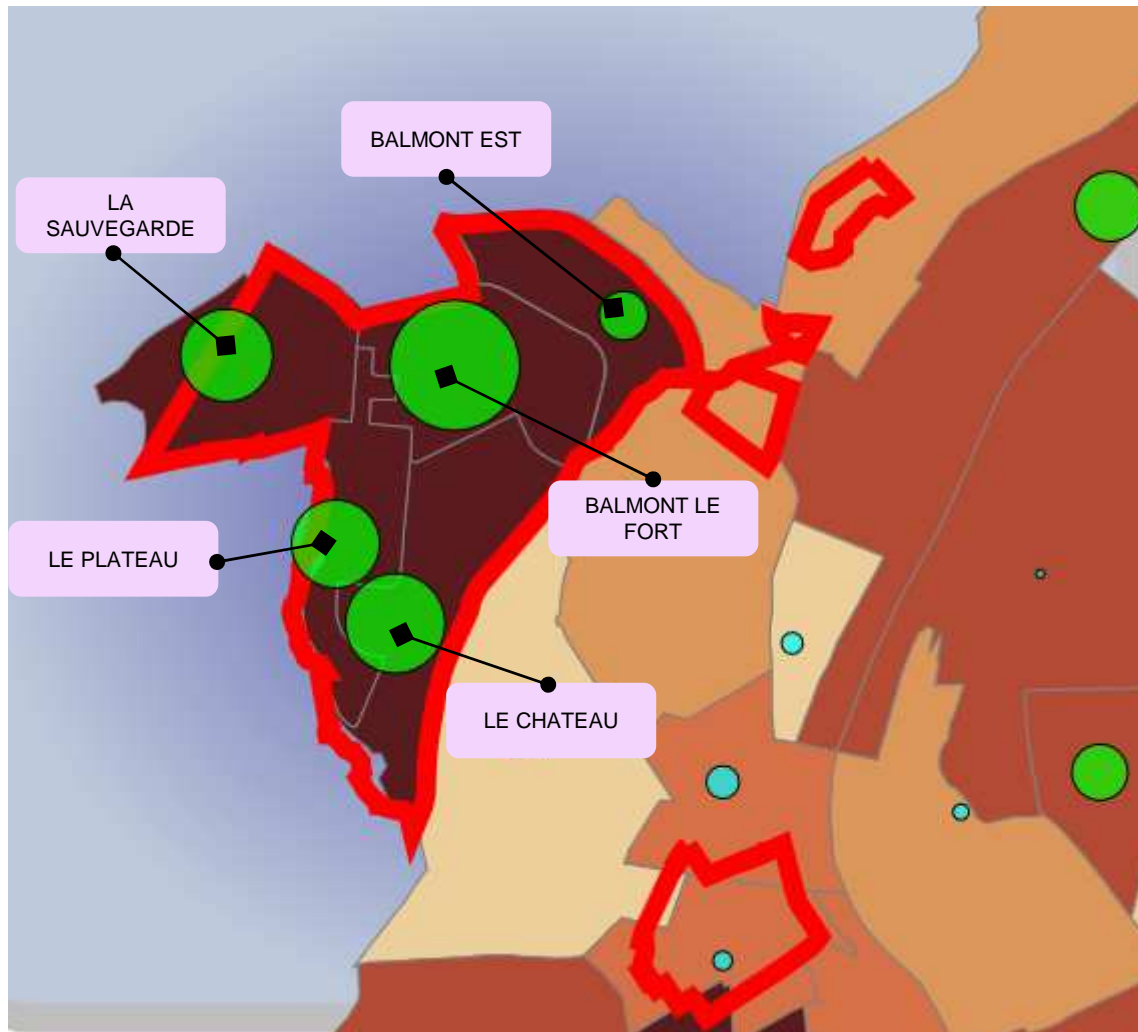 BALMONT EST
LA
SAUVEGARDE
BALMONT LE
FORT
LE PLATEAU
LE CHATEAU